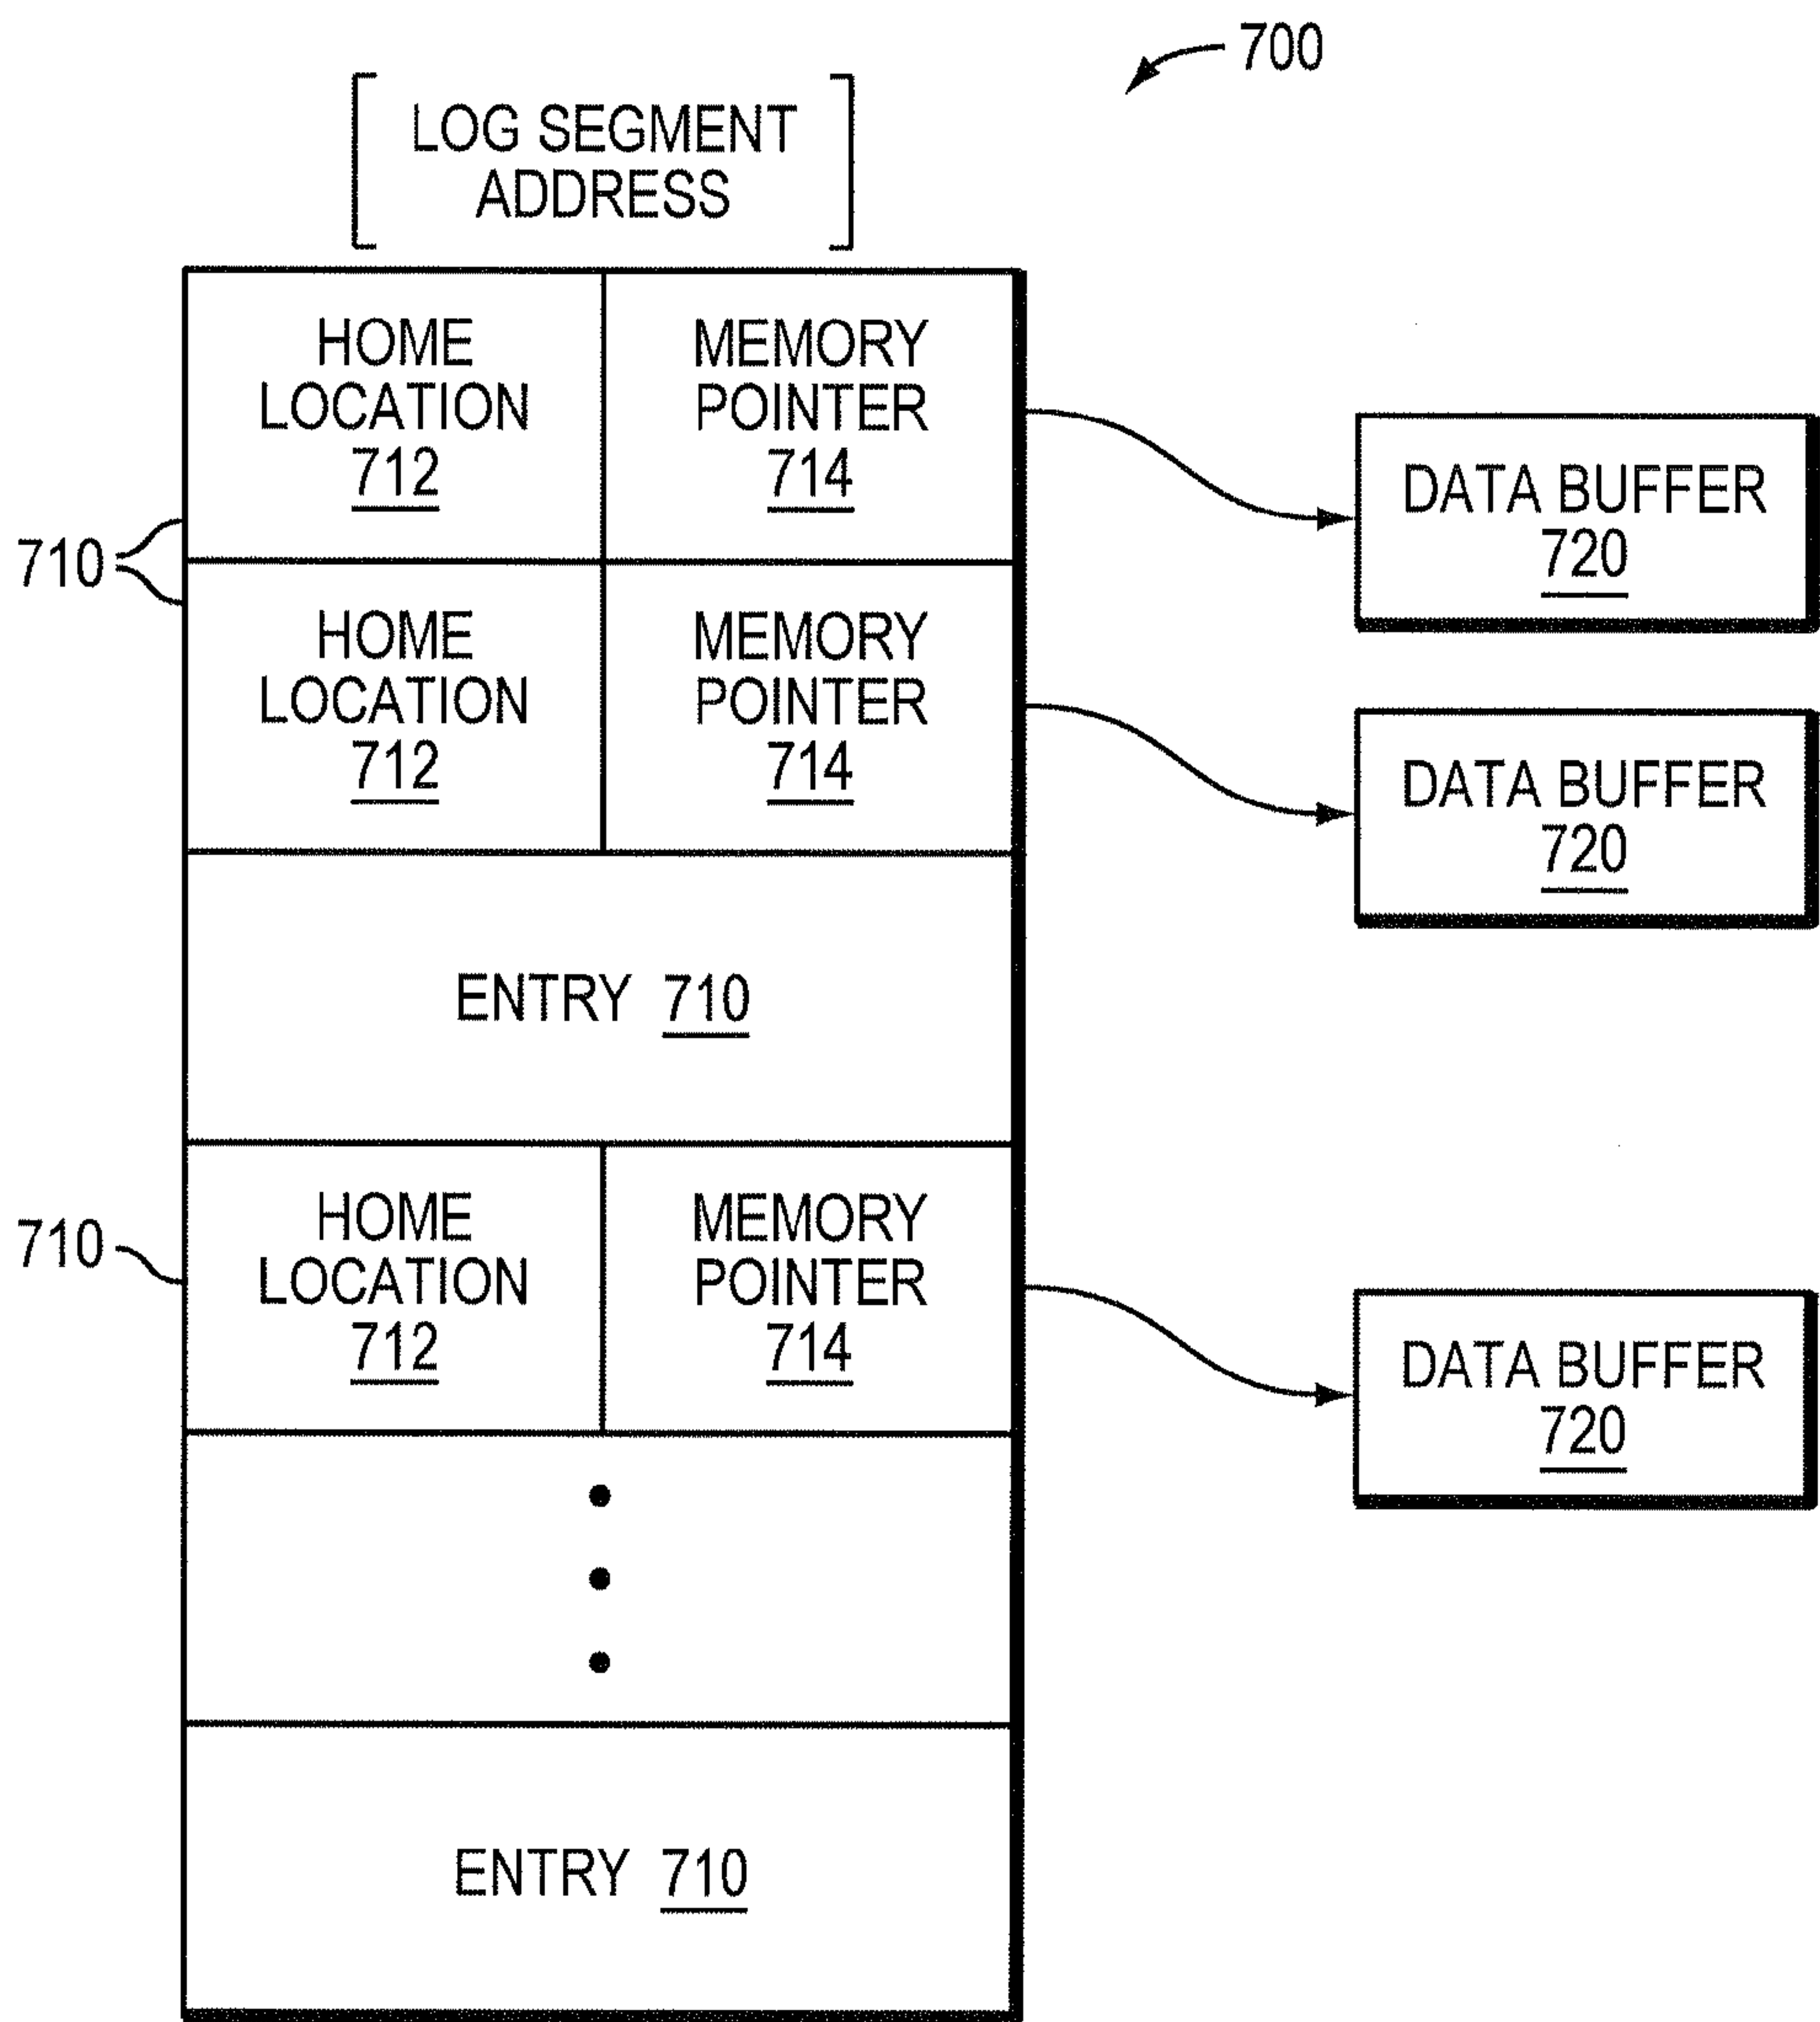 700
LOG SEGMENT
ADDRESS
HOME
LOCATION
712
MEMORY
POINTER
714
DATA BUFFER
720
710
HOME
LOCATION
712
MEMORY
POINTER
714
DATA BUFFER
720
ENTRY 710
710
HOME
LOCATION
712
MEMORY
POINTER
714
DATA BUFFER
720
ENTRY 710